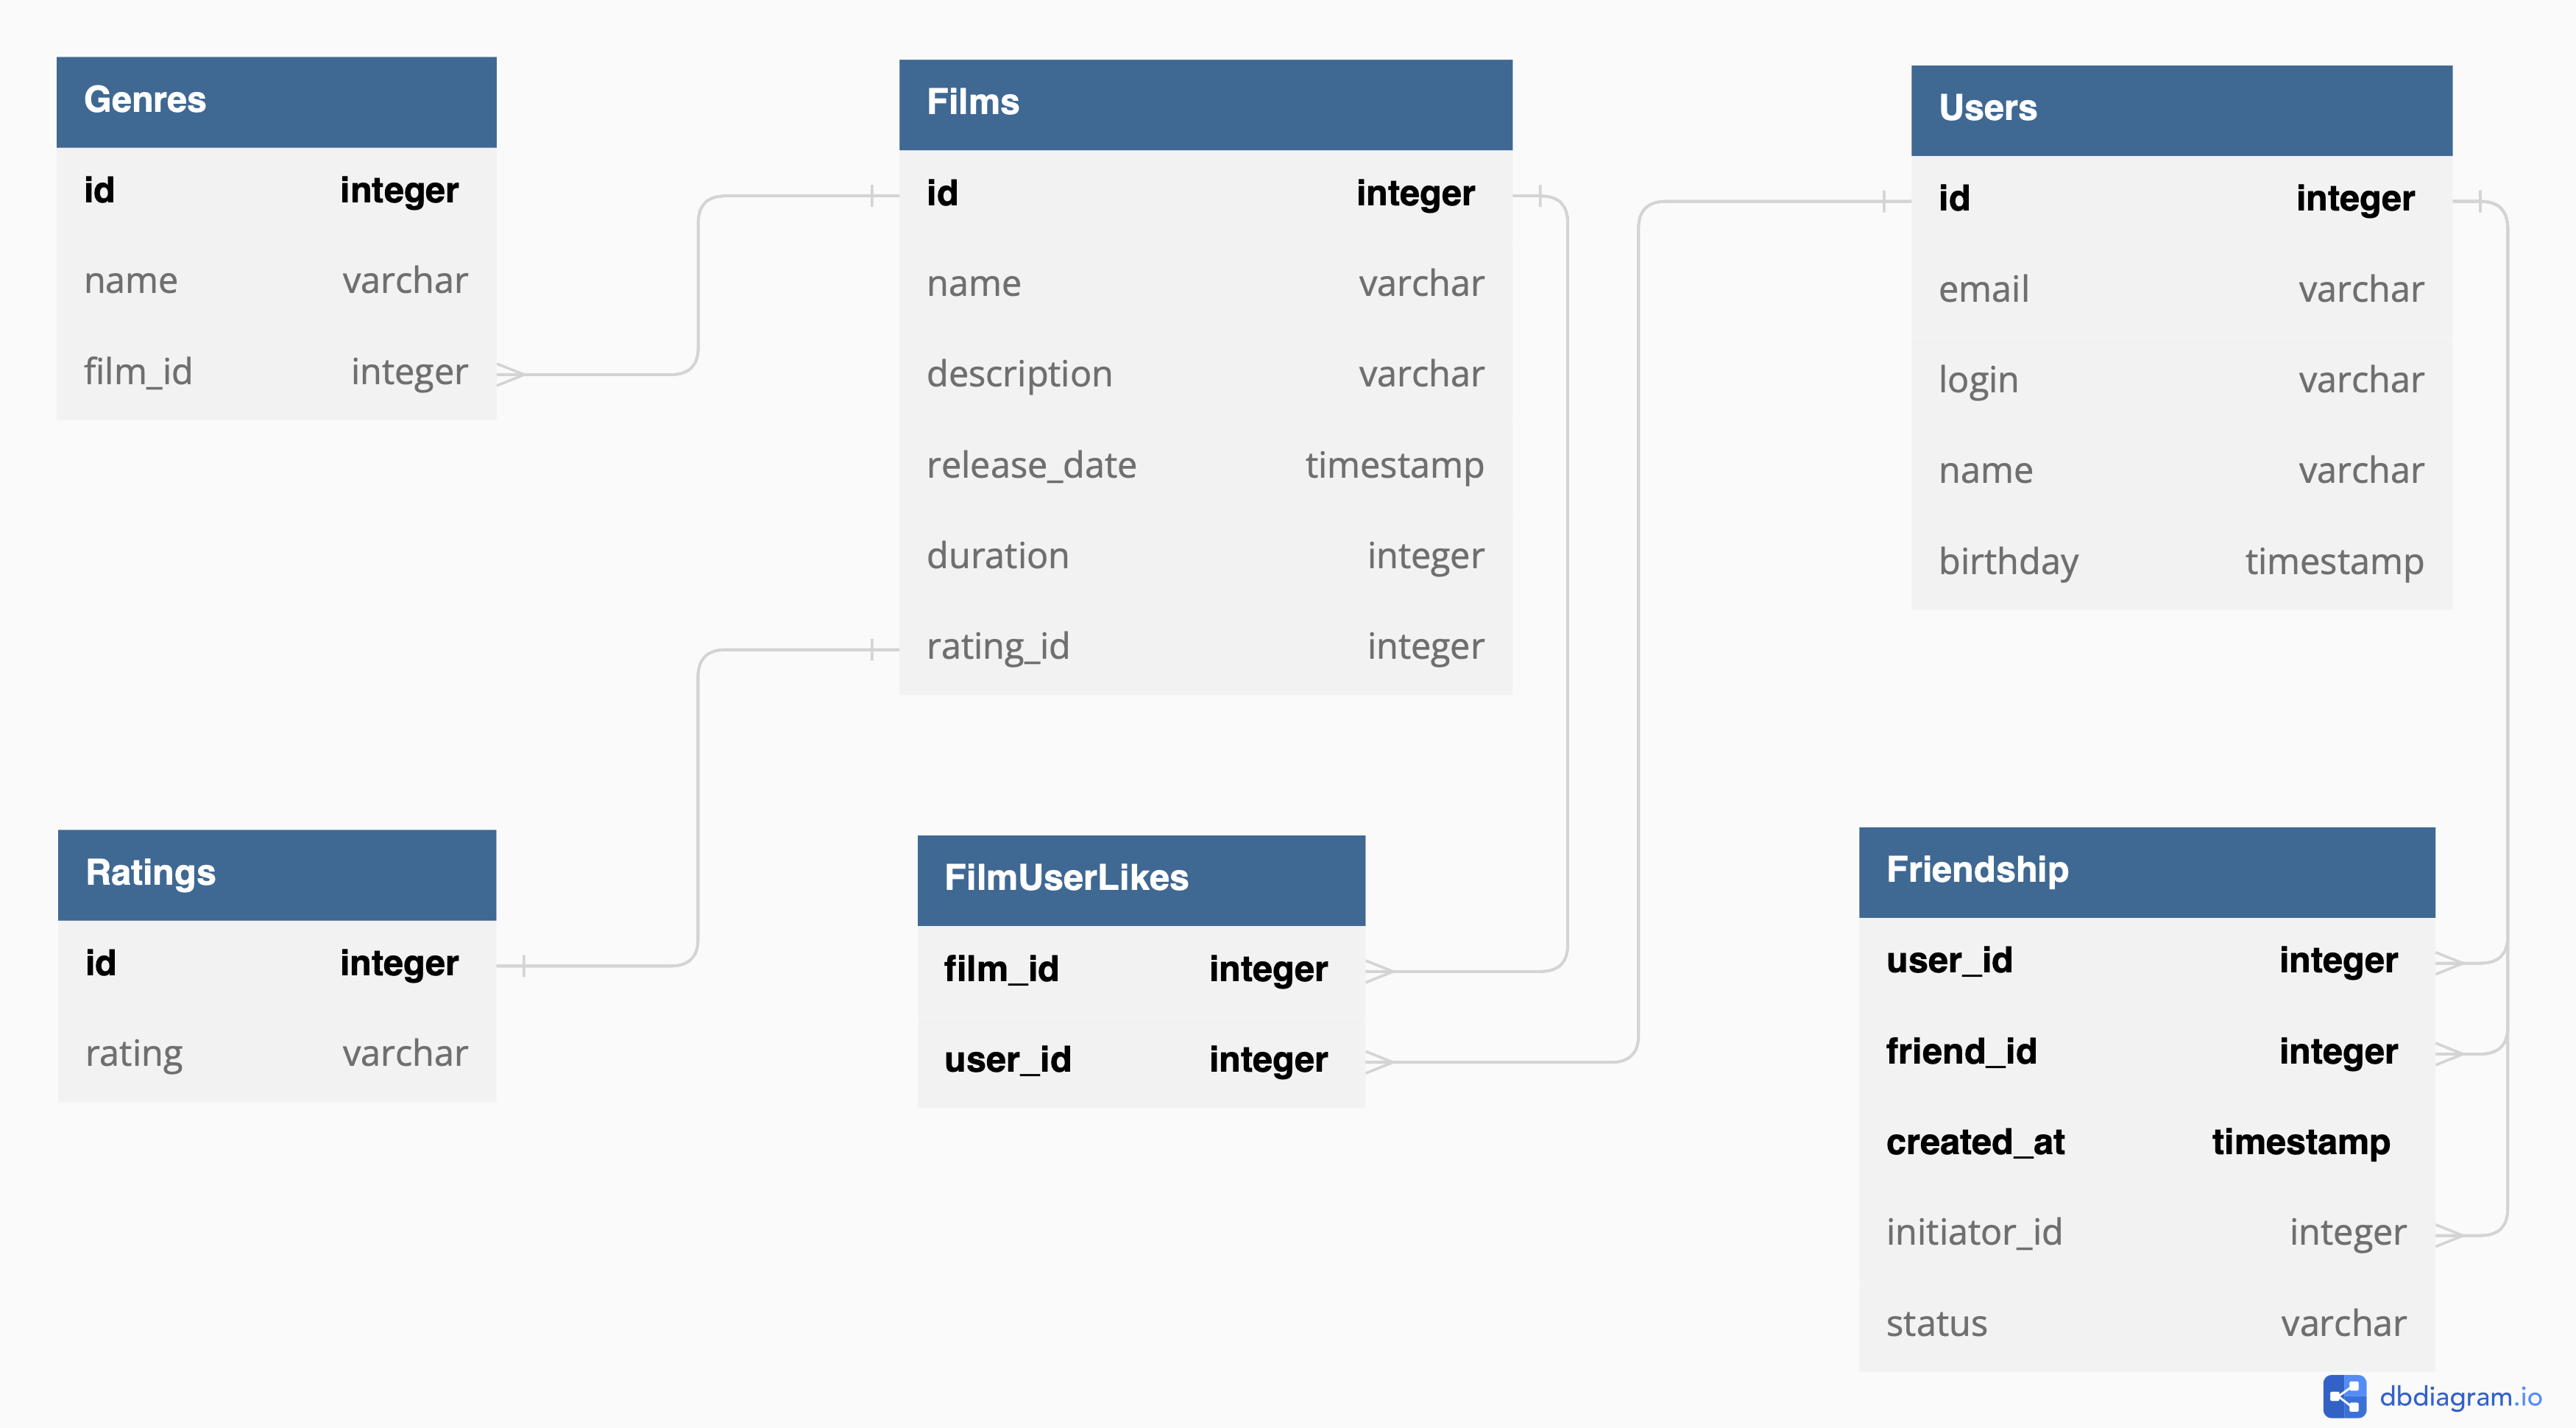 Genres
id integer
name varchar
film_id integer
Films
id integer
name varchar
description varchar
release_date timestamp
duration integer
rating_id integer
Users
id integer
email varchar
login varchar
name varchar
birthday timestamp
Ratings
id integer
rating varchar
FilmUserLikes
film_id integer
user_id integer
Friendship
user_id integer
friend_id integer
created_at timestamp
initiator_id integer
status varchar
dbdiagram.io